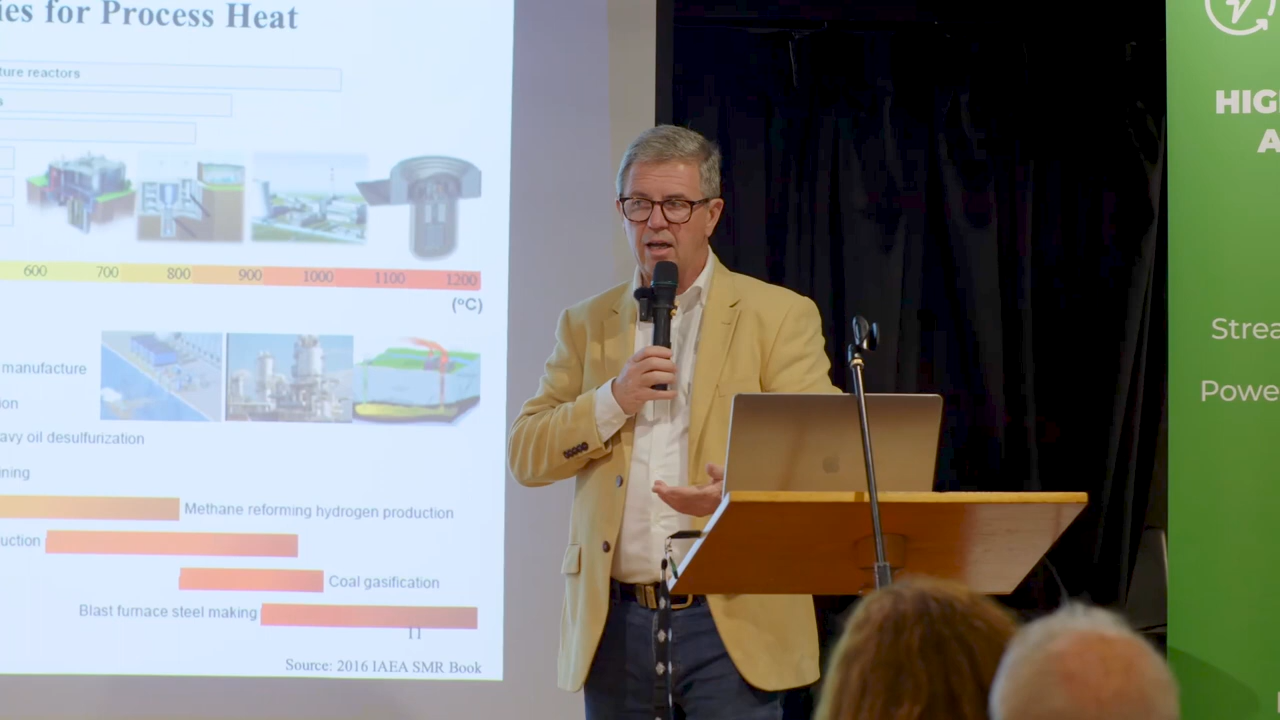 ies for Process Heat
ture reactors
s
600 700 800 900 1000 1100 1200
(ºC)
manufacture
ion
avy oil desulfurization
ning
Methane reforming hydrogen production
uction
Coal gasification
Blast furnace steel making
11
Source: 2016 IAEA SMR Book
HIG
A
Strea
Powe